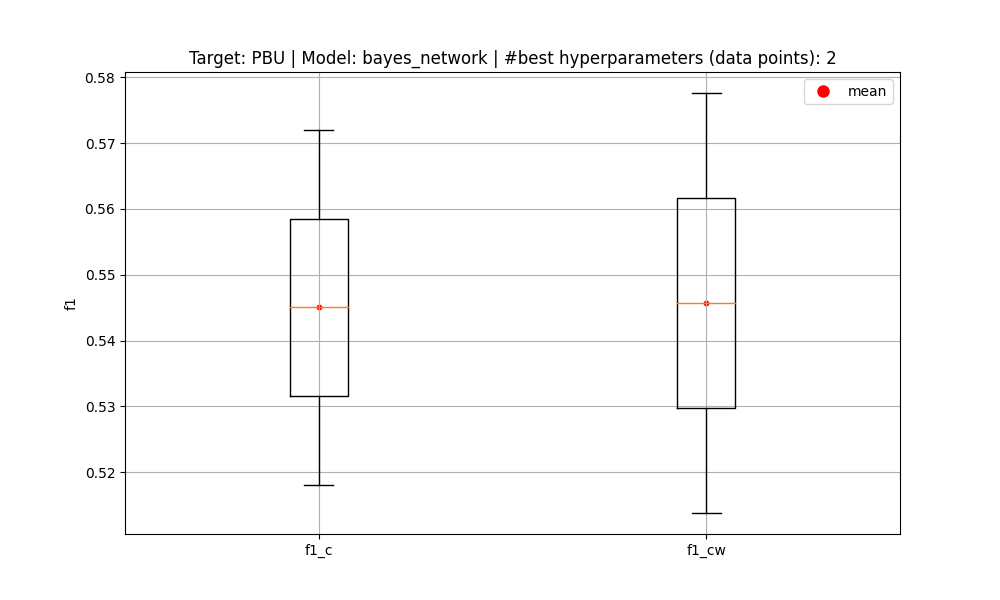 Target: PBU | Model: bayes_network | #best hyperparameters (data points): 2
mean
0.58
0.57
0.56
0.55
0.54
0.53
0.52
f1
f1_c
f1_cw